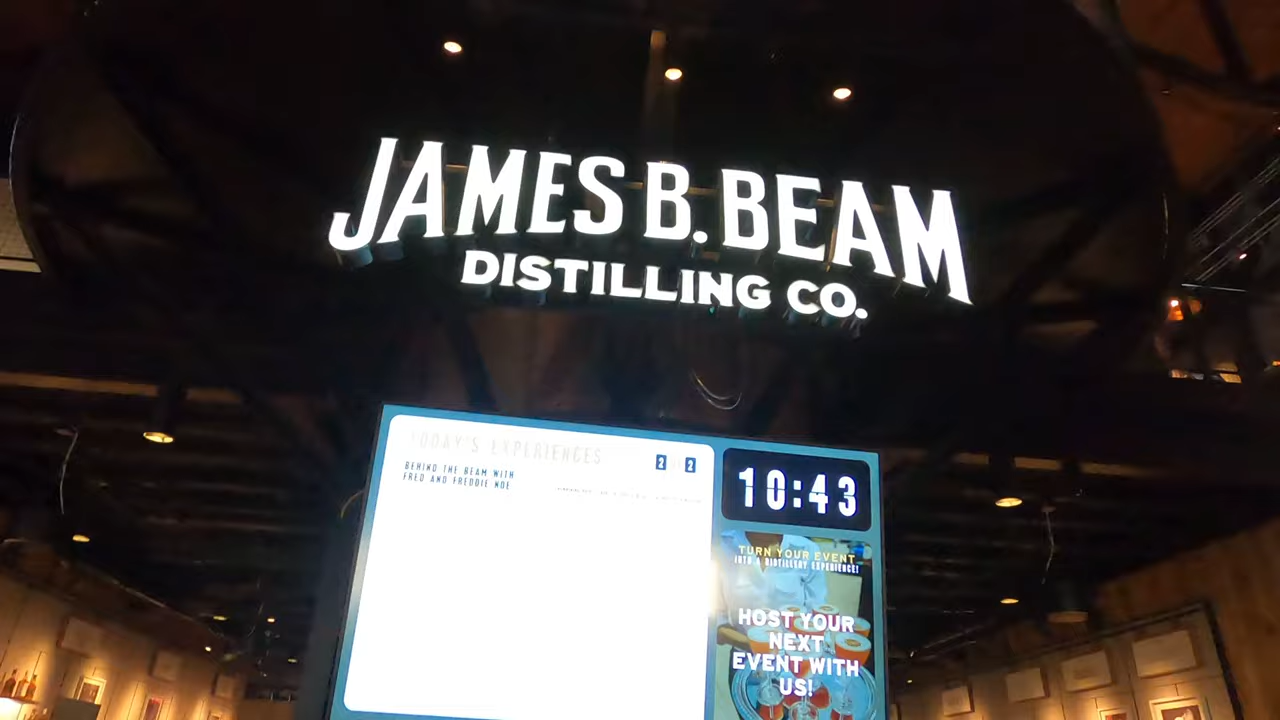 JAMES B. BEAM
DISTILLING CO.
TODAY'S EXPERIENCES
2 OF 2
BEHIND THE BEAM WITH
FRED AND FREDDIE NOE
10:43
TURN YOUR EVENT
INTO A DISTILLERY EXPERIENCE!
HOST YOUR
NEXT
EVENT WITH
US!